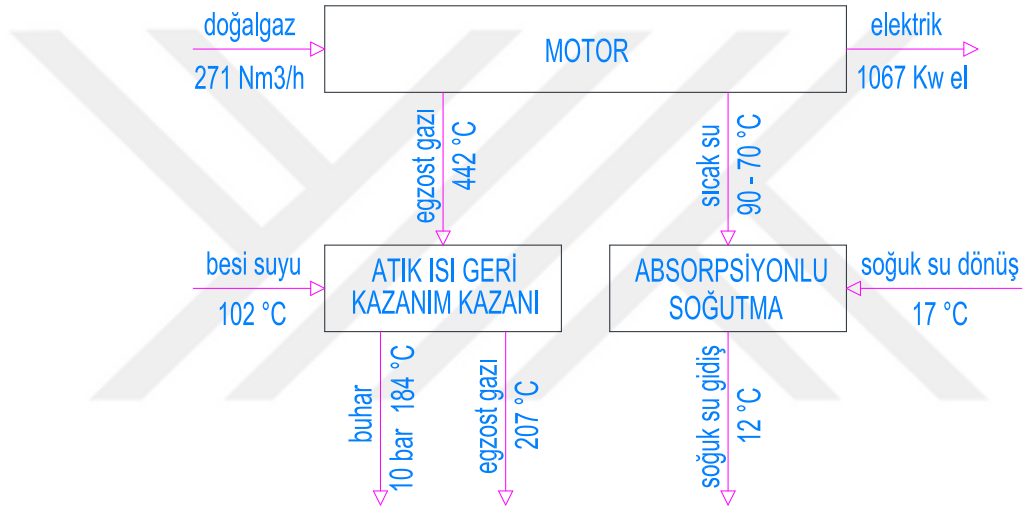 doğalgaz
271 Nm3/h
MOTOR
elektrik
1067 Kw el
egzost gazı
442 °C
sıcak su
90 - 70 °C
besi suyu
102 °C
ATIK ISI GERİ
KAZANIM KAZANI
ABSORPSİYONLU
SOĞUTMA
soğuk su dönüş
17 °C
buhar
10 bar 184 °C
egzost gazı
207 °C
soğuk su gidiş
12 °C